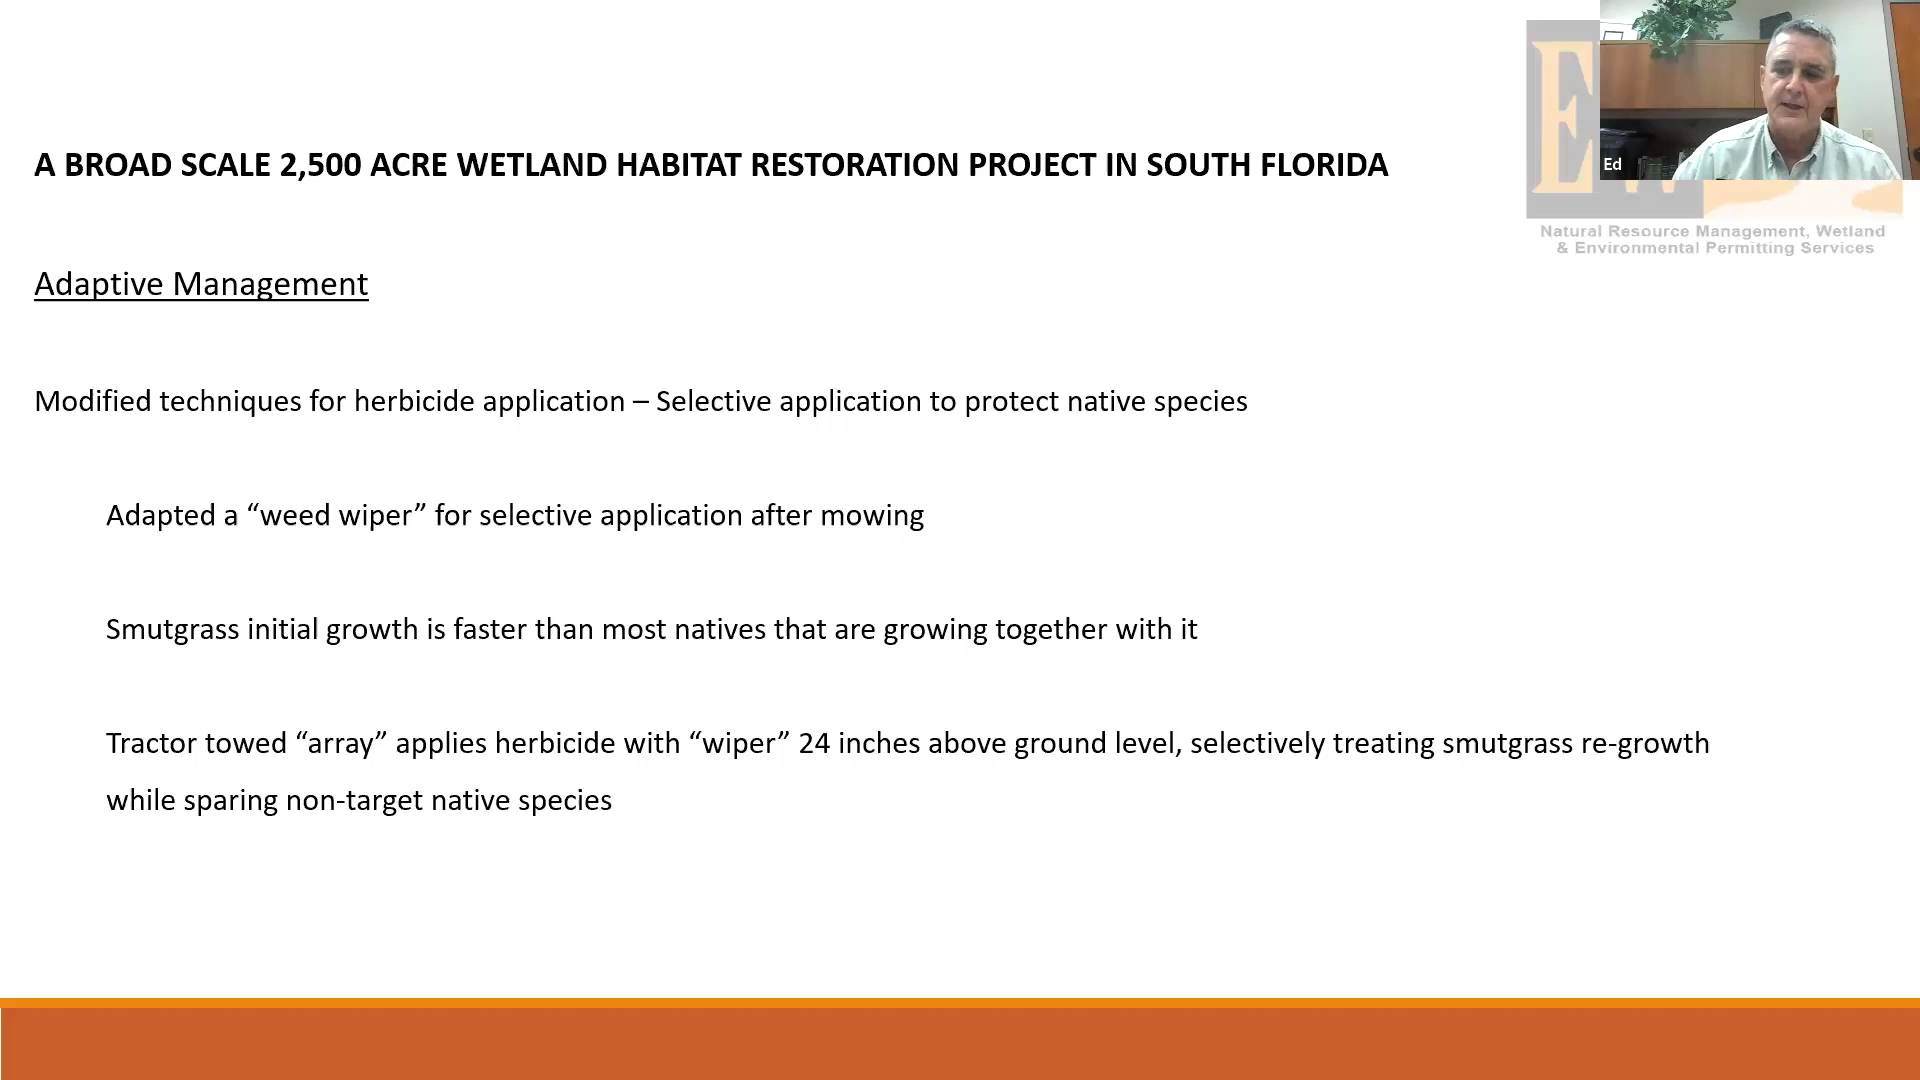 A BROAD SCALE 2,500 ACRE WETLAND HABITAT RESTORATION PROJECT IN SOUTH FLORIDA
Ed
Natural Resource Management, Wetland
& Environmental Permitting Services
Adaptive Management
Modified techniques for herbicide application – Selective application to protect native species
Adapted a “weed wiper” for selective application after mowing
Smutgrass initial growth is faster than most natives that are growing together with it
Tractor towed “array” applies herbicide with “wiper” 24 inches above ground level, selectively treating smutgrass re-growth
while sparing non-target native species